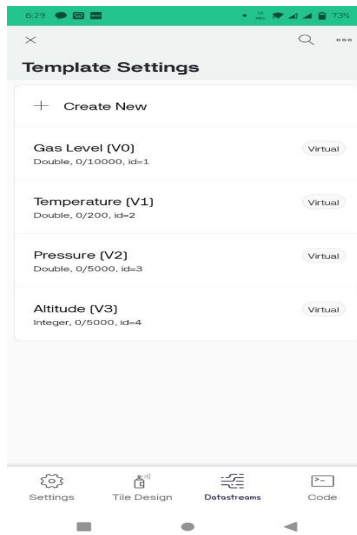 6:29
73%
Template Settings
Create New
Gas Level (V0)
Virtual
Double, 0/10000, id=1
Temperature (V1)
Virtual
Double, 0/200, id=2
Pressure (V2)
Virtual
Double, 0/5000, id=3
Altitude (V3)
Virtual
Integer, 0/5000, id=4
Settings Tile Design Datastreams Code